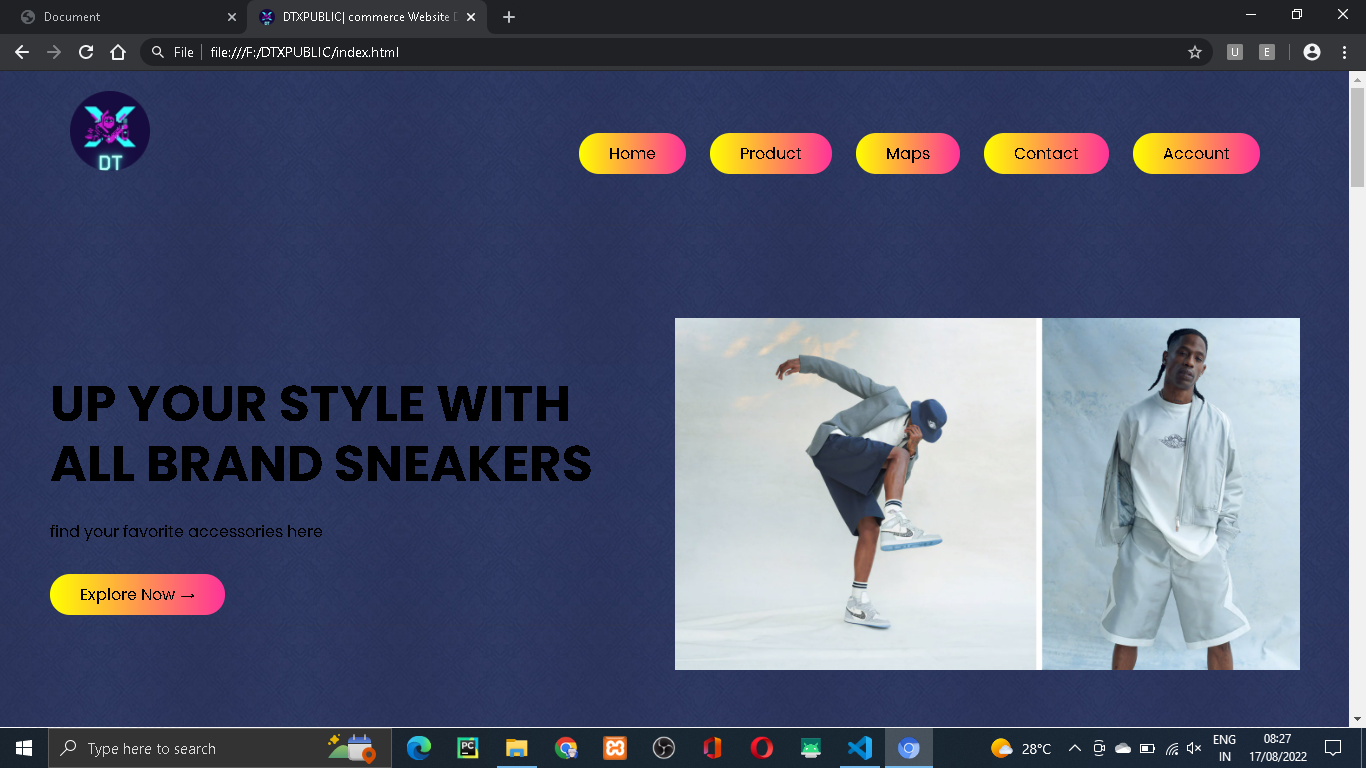 Document
DTXPUBLIC| commerce Website
File
file:///F:/DTXPUBLIC/index.html
U
E
DT
Home
Product
Maps
Contact
Account
UP YOUR STYLE WITH
ALL BRAND SNEAKERS
find your favorite accessories here
Explore Now →
Type here to search
PC
28°C
ENG
IN
08:27
17/08/2022